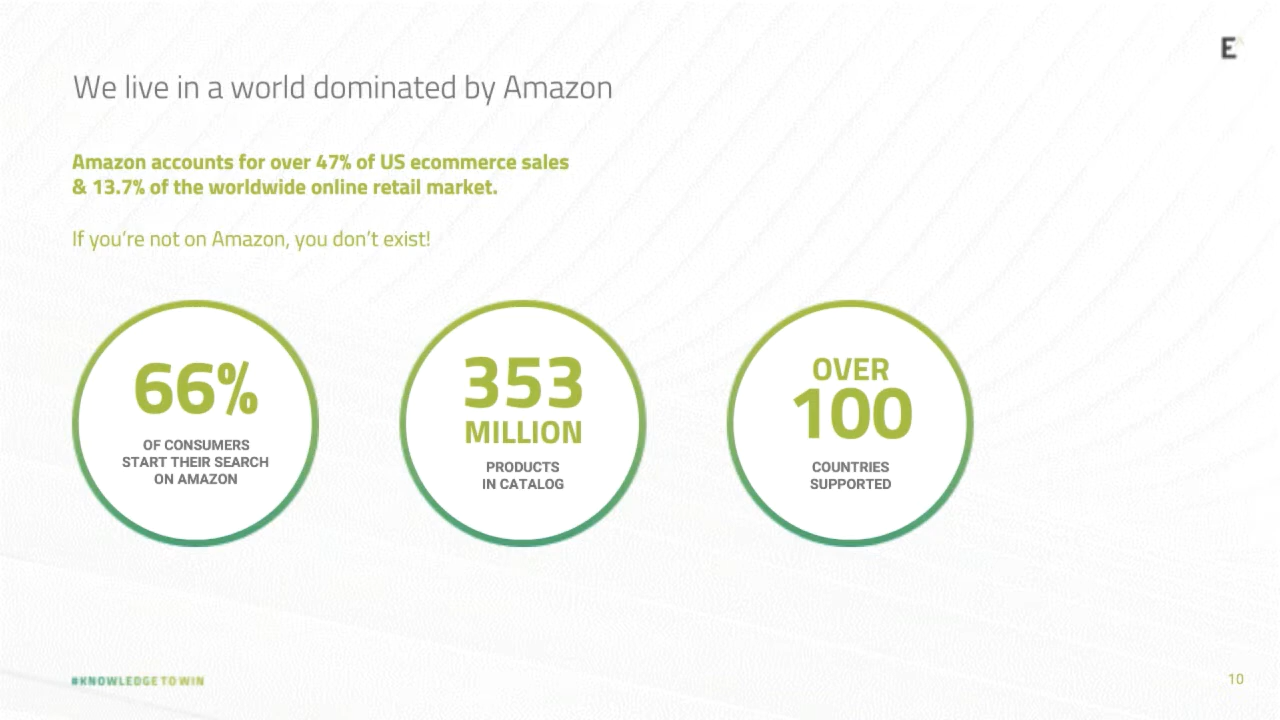 E
We live in a world dominated by Amazon
Amazon accounts for over 47% of US ecommerce sales
& 13.7% of the worldwide online retail market.
If you’re not on Amazon, you don’t exist!
66%
OF CONSUMERS
START THEIR SEARCH
ON AMAZON
353
MILLION
PRODUCTS
IN CATALOG
OVER
100
COUNTRIES
SUPPORTED
#KNOWLEDGETOWIN
10